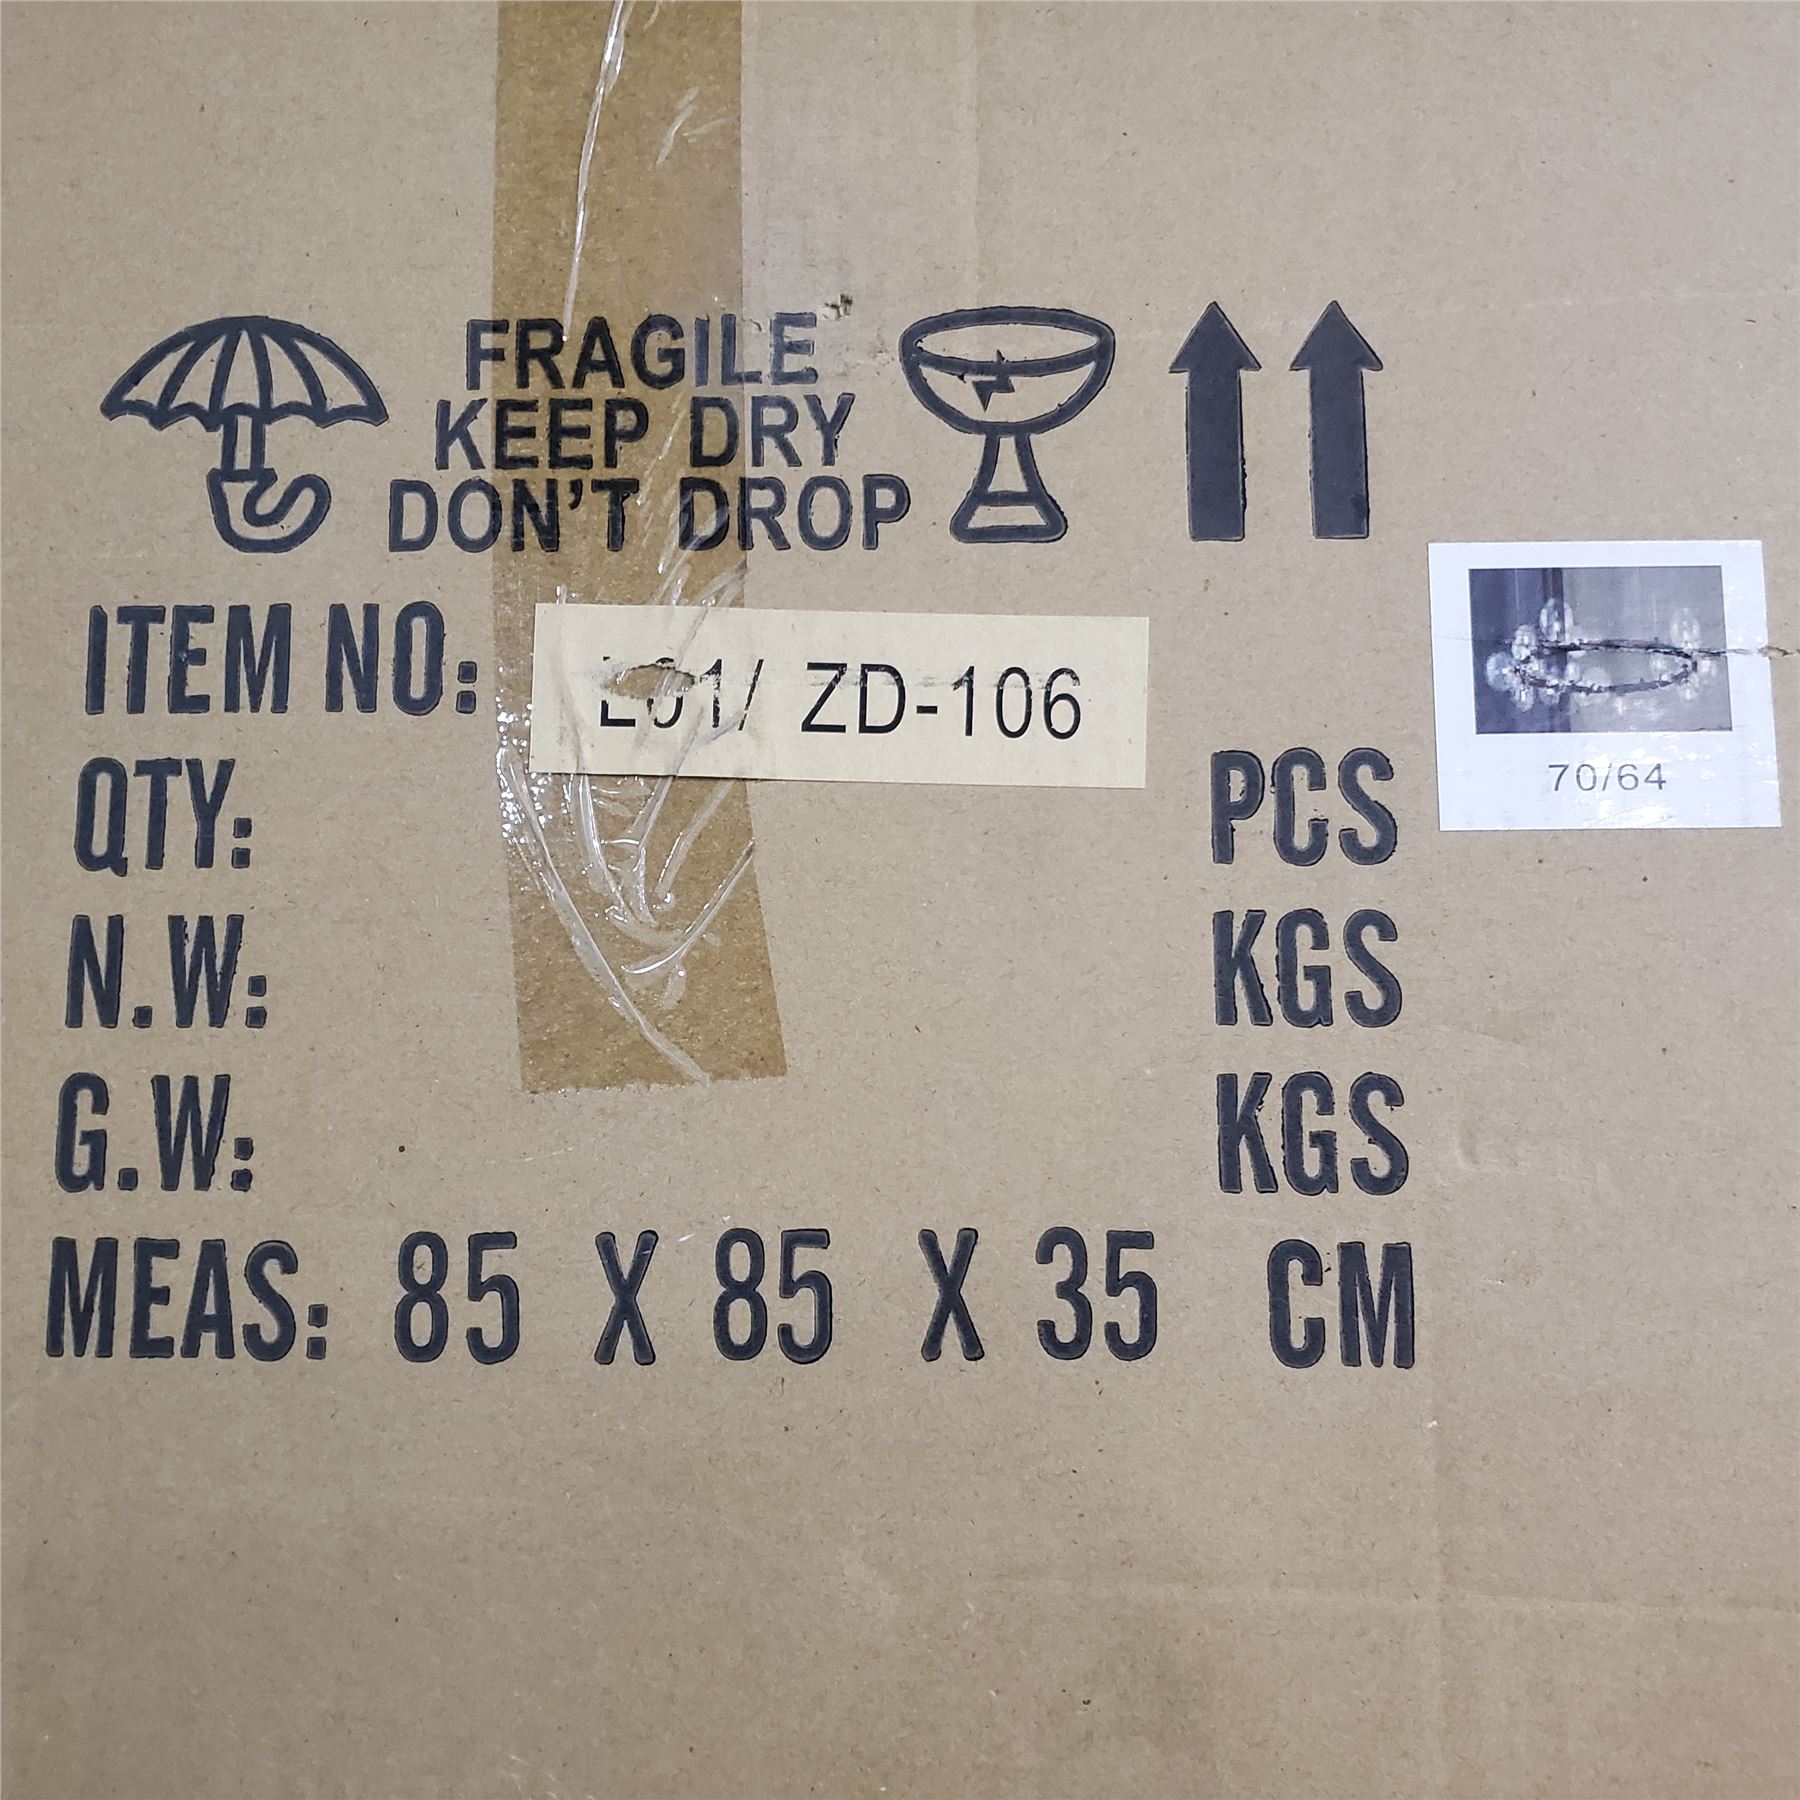 FRAGILE
KEEP DRY
DON'T DROP
ITEM NO: ZD-106
QTY: PCS
N.W: KGS
G.W: KGS
MEAS: 85 X 85 X 35 CM
70/64